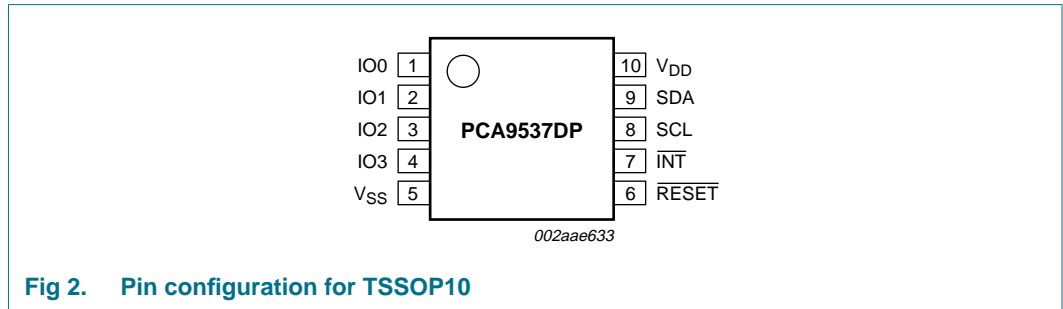 IO0 1
IO1 2
IO2 3
IO3 4
VSS 5
PCA9537DP
10 VDD
9 SDA
8 SCL
7 INT
6 RESET
002aae633
Fig 2. Pin configuration for TSSOP10